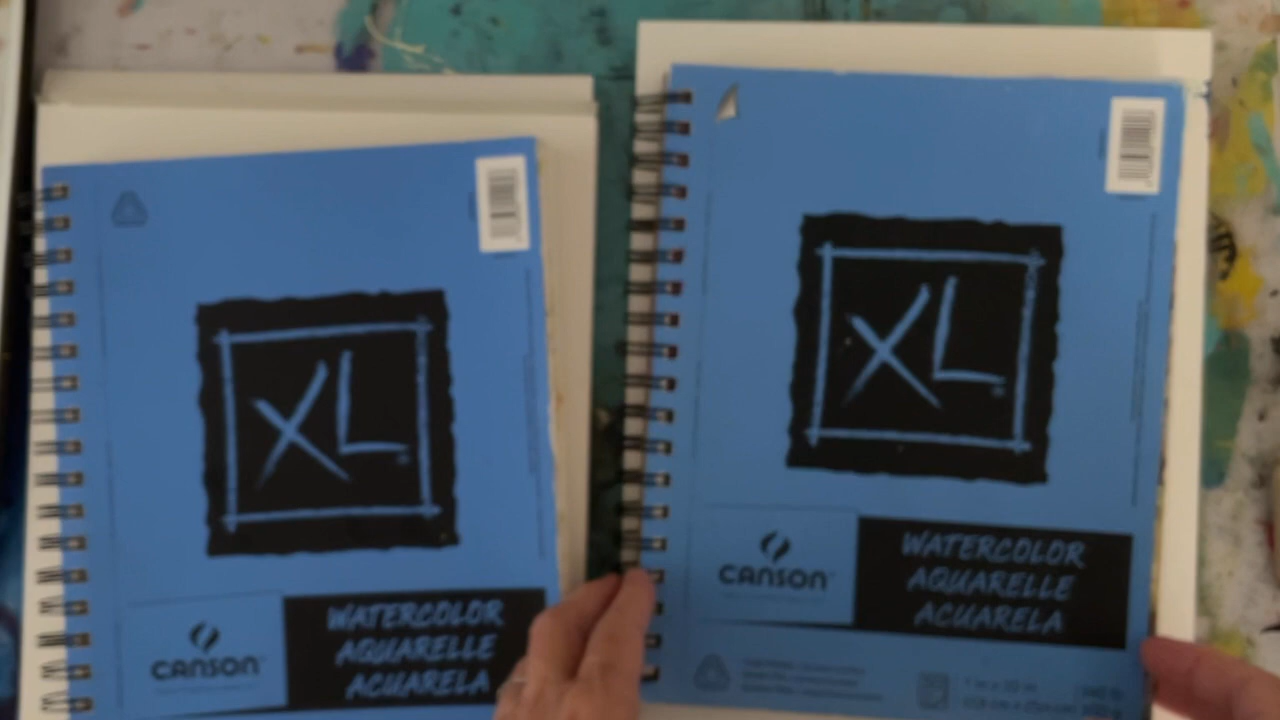 XL
CANSON
WATERCOLOR
AQUARELLE
ACUARELA
XL
CANSON
WATERCOLOR
AQUARELLE
ACUARELA